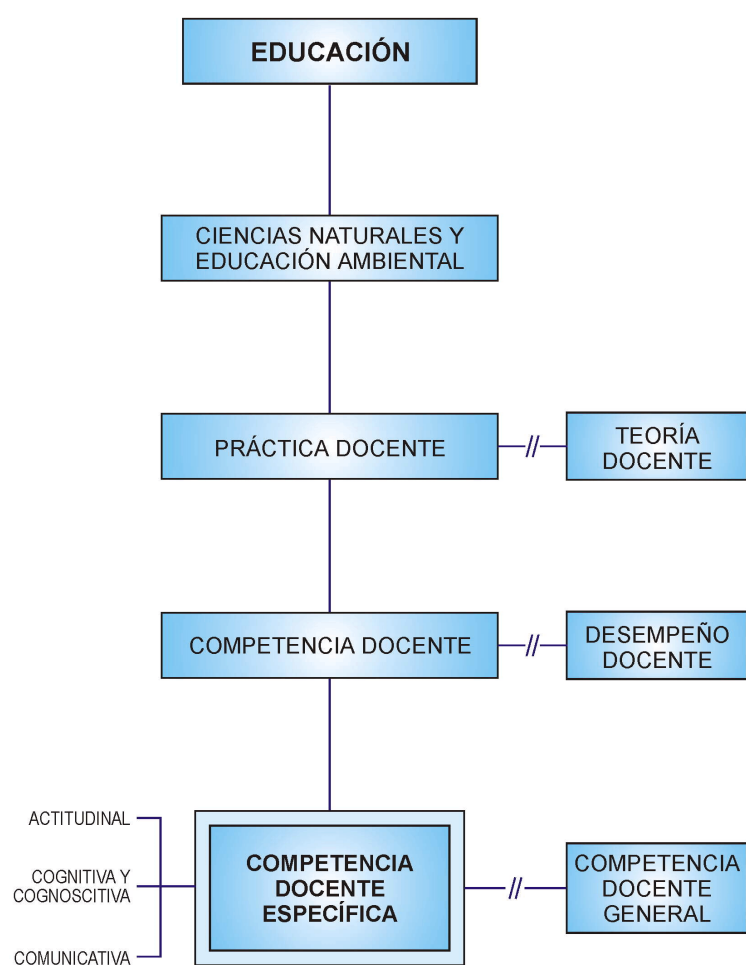 EDUCACIÓN
CIENCIAS NATURALES Y
EDUCACIÓN AMBIENTAL
PRÁCTICA DOCENTE
TEORÍA
DOCENTE
COMPETENCIA DOCENTE
DESEMPEÑO
DOCENTE
ACTITUDINAL
COGNITIVA Y
COGNOSCITIVA
COMUNICATIVA
COMPETENCIA
DOCENTE
ESPECÍFICA
COMPETENCIA
DOCENTE
GENERAL